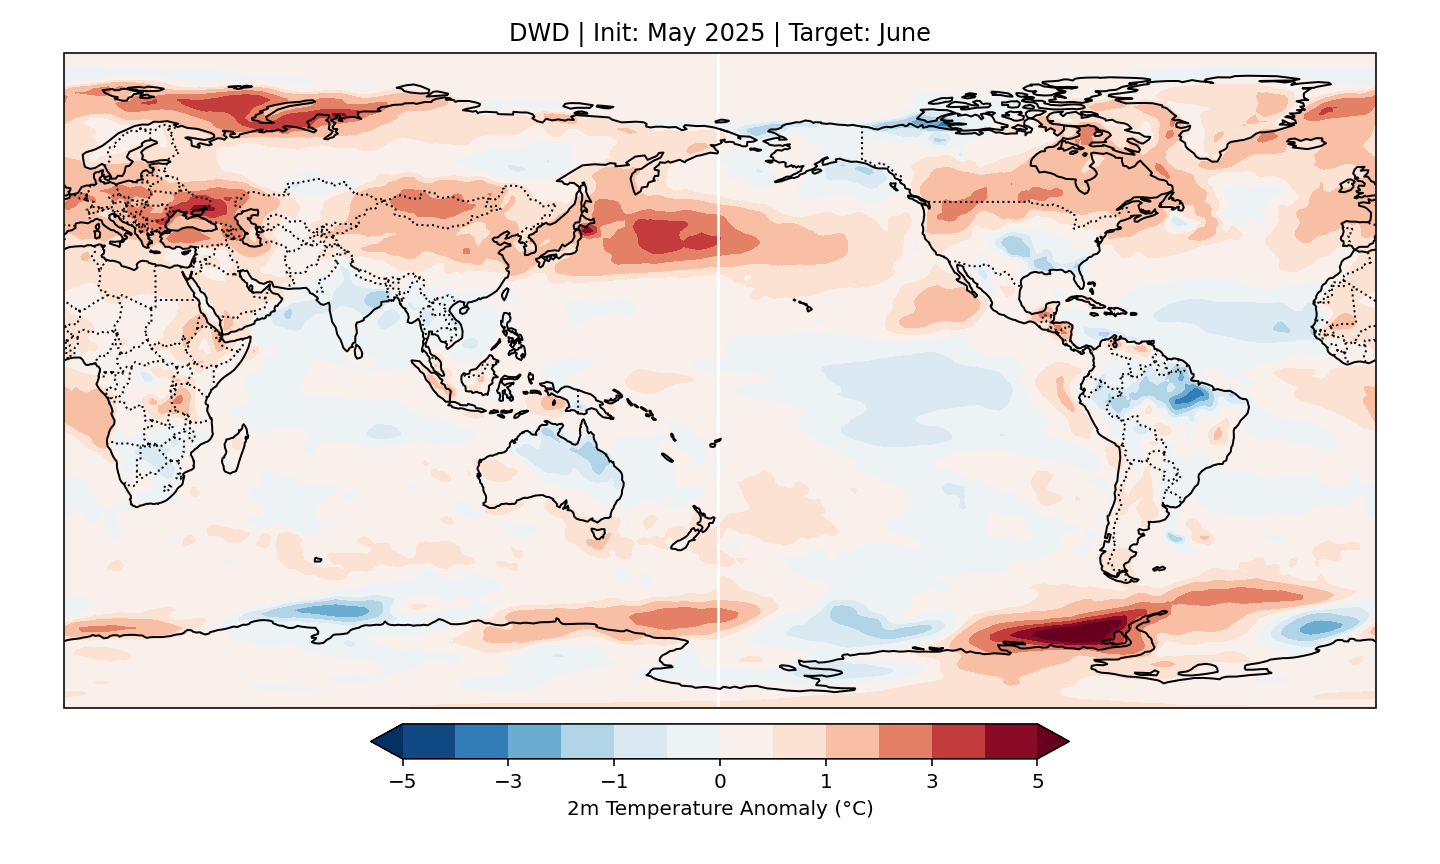 DWD | Init: May 2025 | Target: June
−5 −3 −1 0 1 3 5
2m Temperature Anomaly (°C)